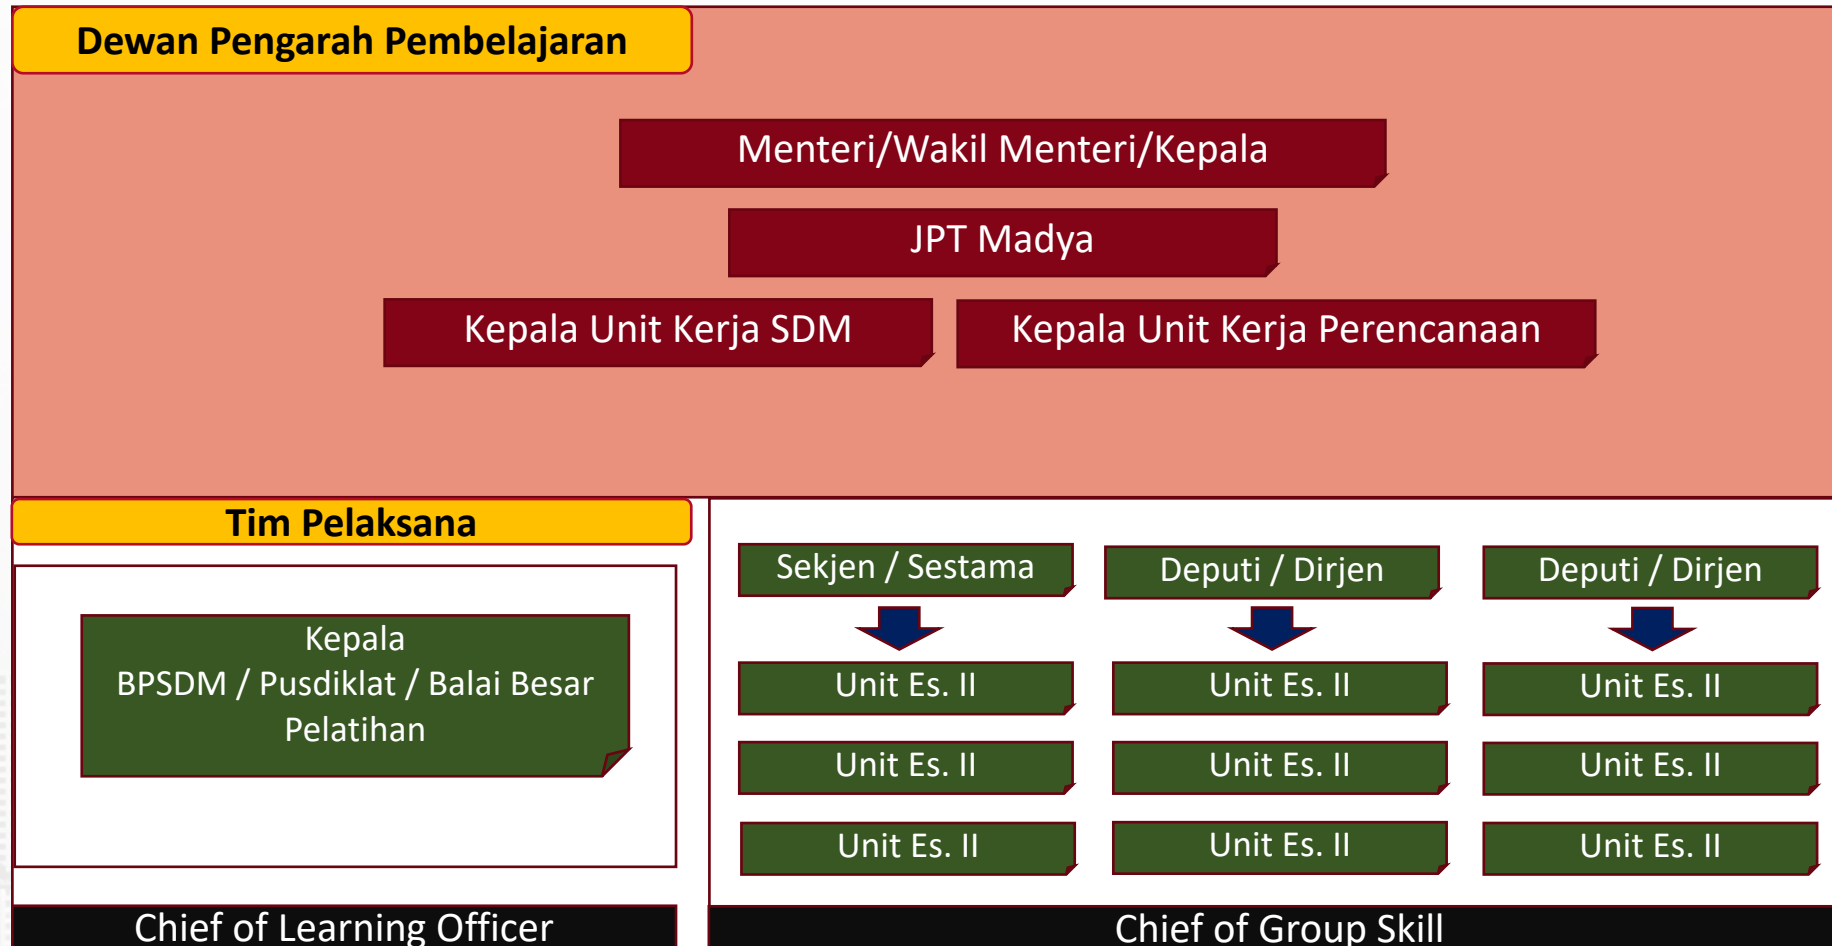 Dewan Pengarah Pembelajaran
Menteri/Wakil Menteri/Kepala
JPT Madya
Kepala Unit Kerja SDM
Kepala Unit Kerja Perencanaan
Tim Pelaksana
Kepala
BPSDM / Pusdiklat / Balai Besar
Pelatihan
Chief of Learning Officer
Sekjen / Sestama
Deputi / Dirjen
Deputi / Dirjen
Unit Es. II
Unit Es. II
Unit Es. II
Unit Es. II
Unit Es. II
Unit Es. II
Unit Es. II
Unit Es. II
Unit Es. II
Chief of Group Skill